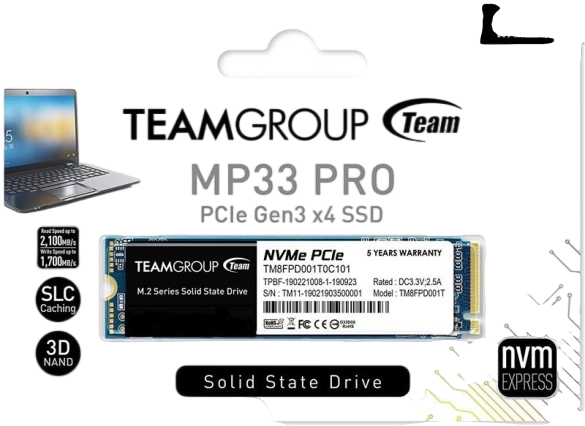 TEAMGROUP Team
MP33 PRO
PCIe Gen3 x4 SSD
Read Speed up to
2,100MB/s
Write Speed up to
1,700MB/s
SLC
Caching
3D
NAND
TEAMGROUP Team
M.2 Series Solid State Drive
NVMe PCIe
5 YEARS WARRANTY
TM8FPD001T0C101
TPBF-190221008-1-190923
Rated : DC3.3V;2.5A
S/N : TM11-19021903500001
Model : TM8FPD001T
nvm
EXPRESS
Solid State Drive